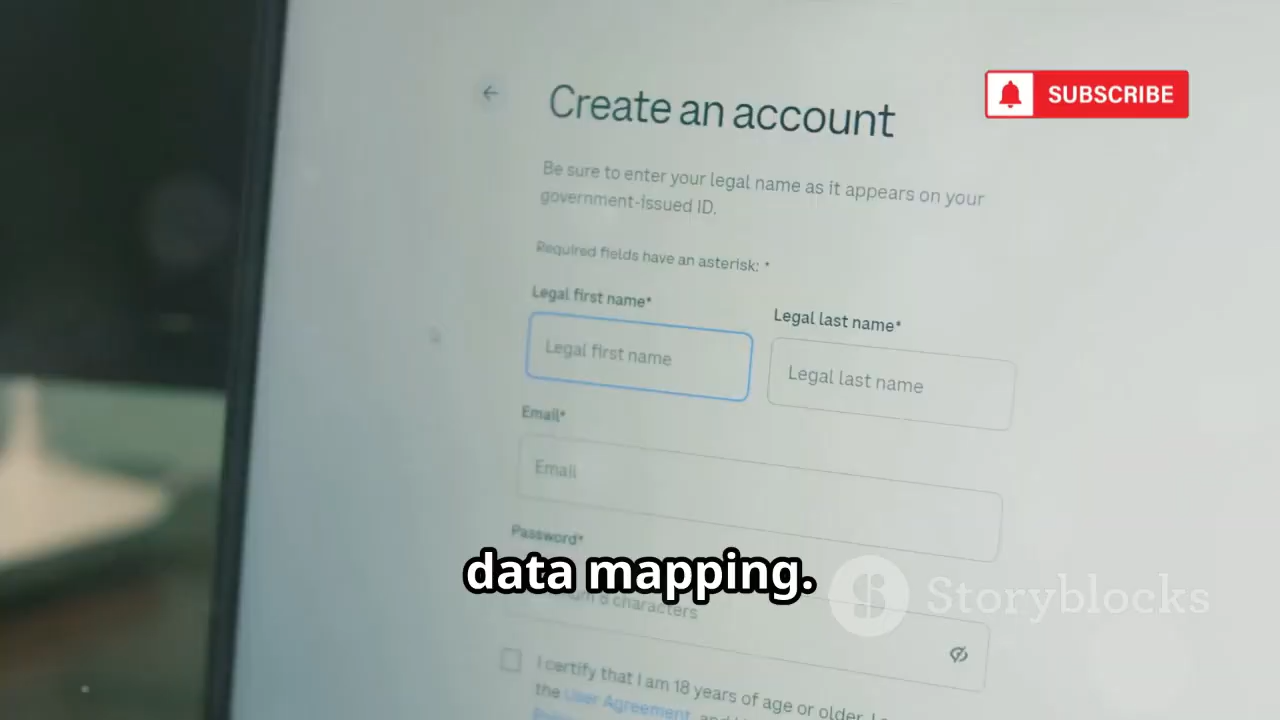 SUBSCRIBE
Create an account
Be sure to enter your legal name as it appears on your
government-issued ID.
Required fields have an asterisk: *
Legal first name*
Legal last name*
Legal first name
Legal last name
Email*
Email
Password*
data mapping.
characters
Storyblocks
I certify that I am 18 years of age or older, I
the User Agreement, and